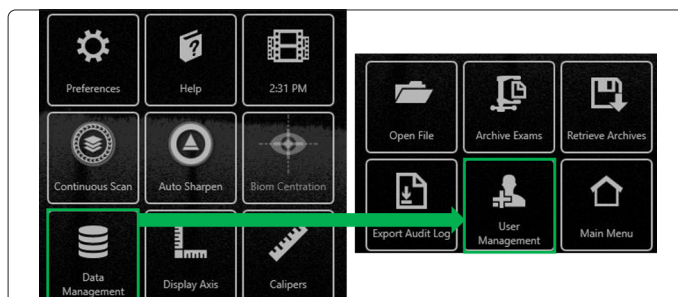 Preferences
Help
2:31 PM
Continuous Scan
Auto Sharpen
Biom Centration
Data
Management
Display Axis
Calipers
Open File
Archive Exams
Retrieve Archives
Export Audit Log
User
Management
Main Menu